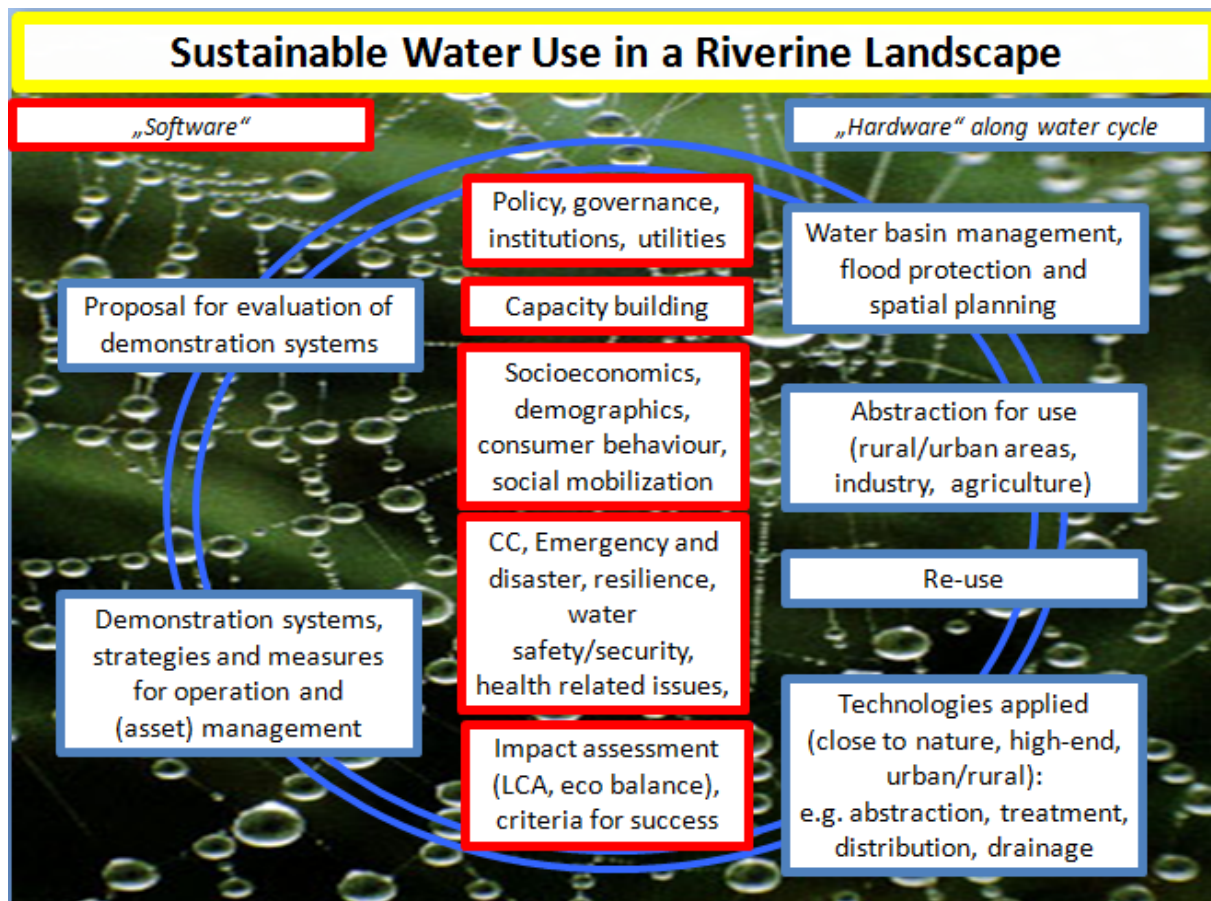 Sustainable Water Use in a Riverine Landscape
„Software“
„Hardware“ along water cycle
Policy, governance,
institutions, utilities
Capacity building
Socioeconomics,
demographics,
consumer behaviour,
social mobilization
CC, Emergency and
disaster, resilience,
water
safety/security,
health related issues,
Impact assessment
(LCA, eco balance),
criteria for success
Water basin management,
flood protection and
spatial planning
Abstraction for use
(rural/urban areas,
industry, agriculture)
Re-use
Technologies applied
(close to nature, high-end,
urban/rural):
e.g. abstraction, treatment,
distribution, drainage
Demonstration systems,
strategies and measures
for operation and
(asset) management
Proposal for evaluation of
demonstration systems